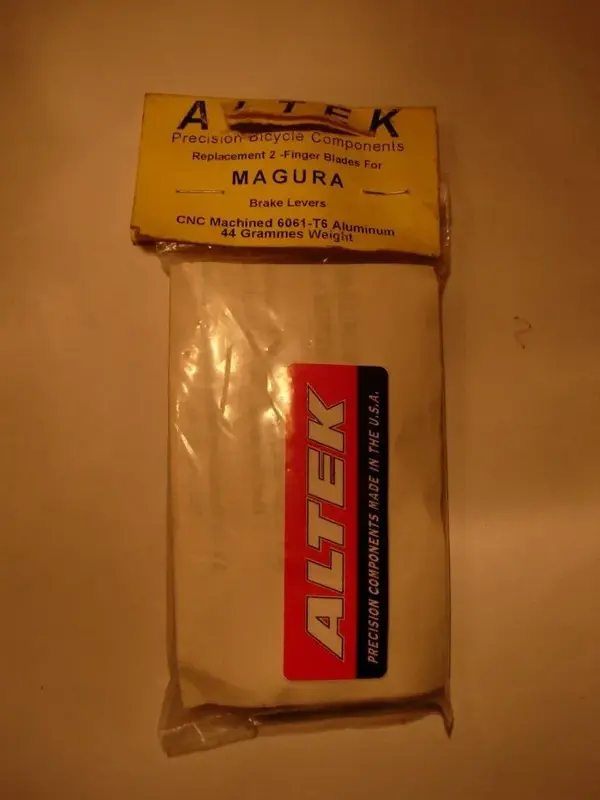 A TEK
Precision Bicycle Components
Replacement 2 -Finger Blades For
MAGURA
Brake Levers
CNC Machined 6061-T6 Aluminum
44 Grammes Weight
ALTEK
PRECISION COMPONENTS MADE IN THE U.S.A.